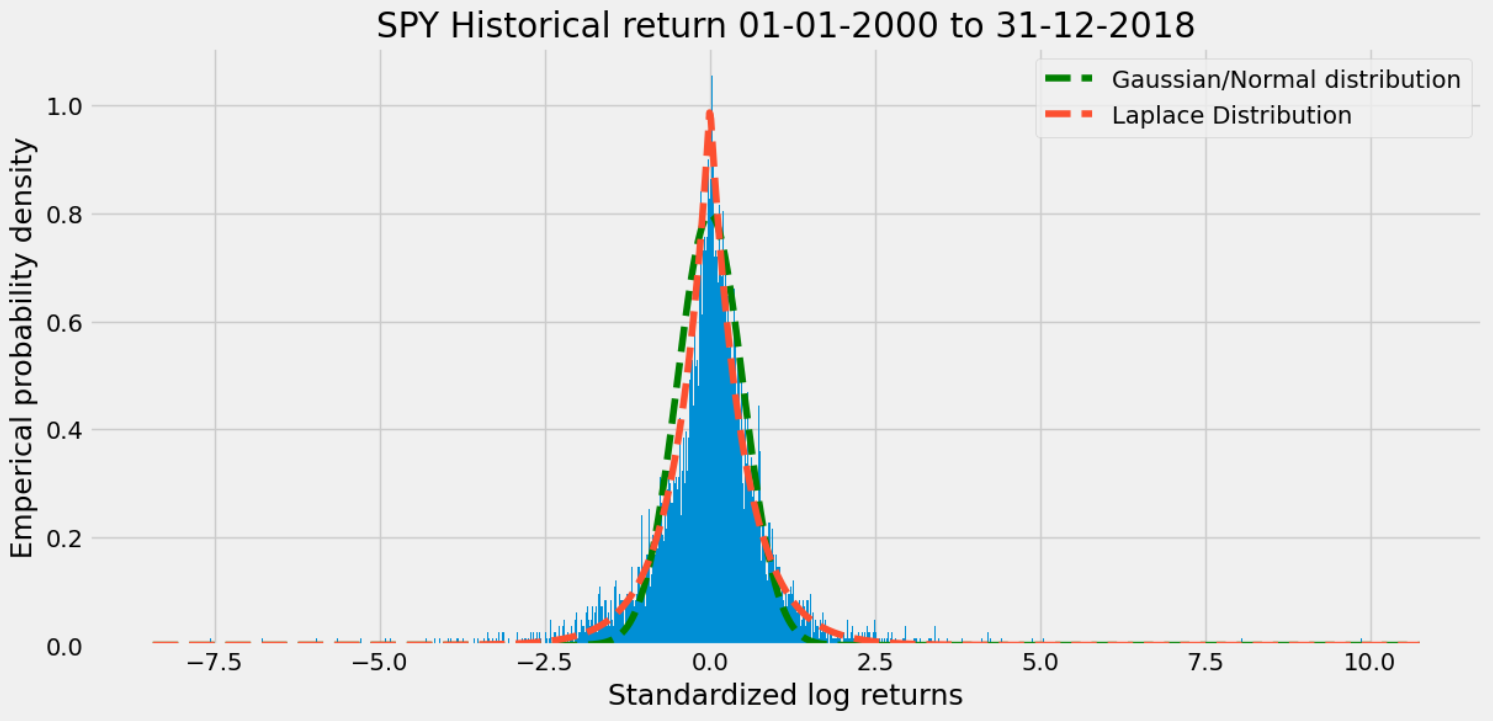 SPY Historical return 01-01-2000 to 31-12-2018
Gaussian/Normal distribution
Laplace Distribution
Emperical probability density
1.0
0.8
0.6
0.4
0.2
0.0
−7.5 −5.0 −2.5 0.0 2.5 5.0 7.5 10.0
Standardized log returns